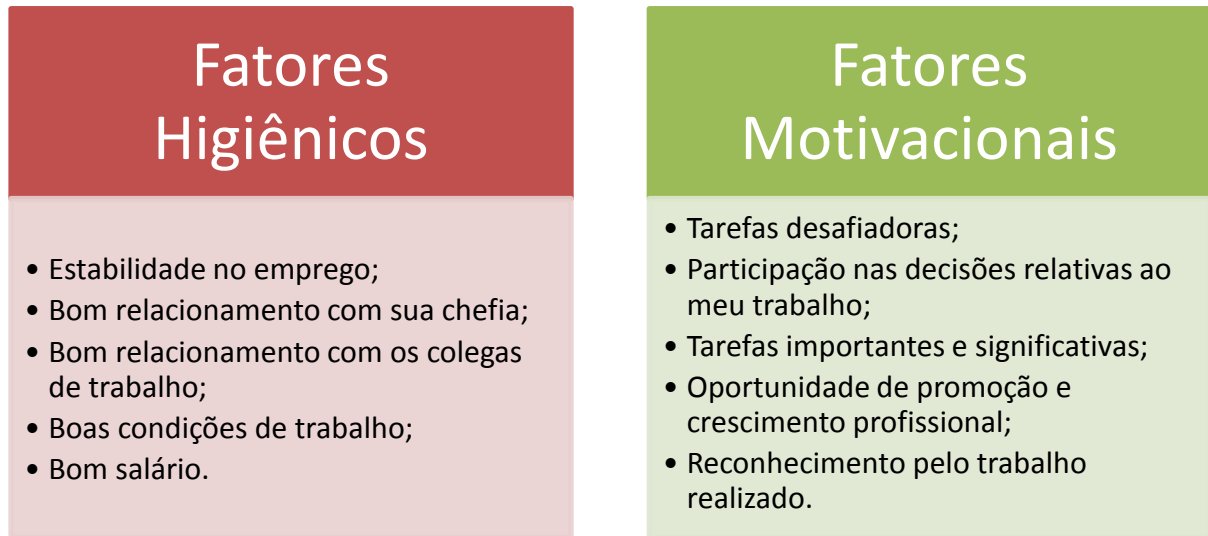 Fatores
Higiênicos
• Estabilidade no emprego;
• Bom relacionamento com sua chefia;
• Bom relacionamento com os colegas
de trabalho;
• Boas condições de trabalho;
• Bom salário.
Fatores
Motivacionais
• Tarefas desafiadoras;
• Participação nas decisões relativas ao
meu trabalho;
• Tarefas importantes e significativas;
• Oportunidade de promoção e
crescimento profissional;
• Reconhecimento pelo trabalho
realizado.